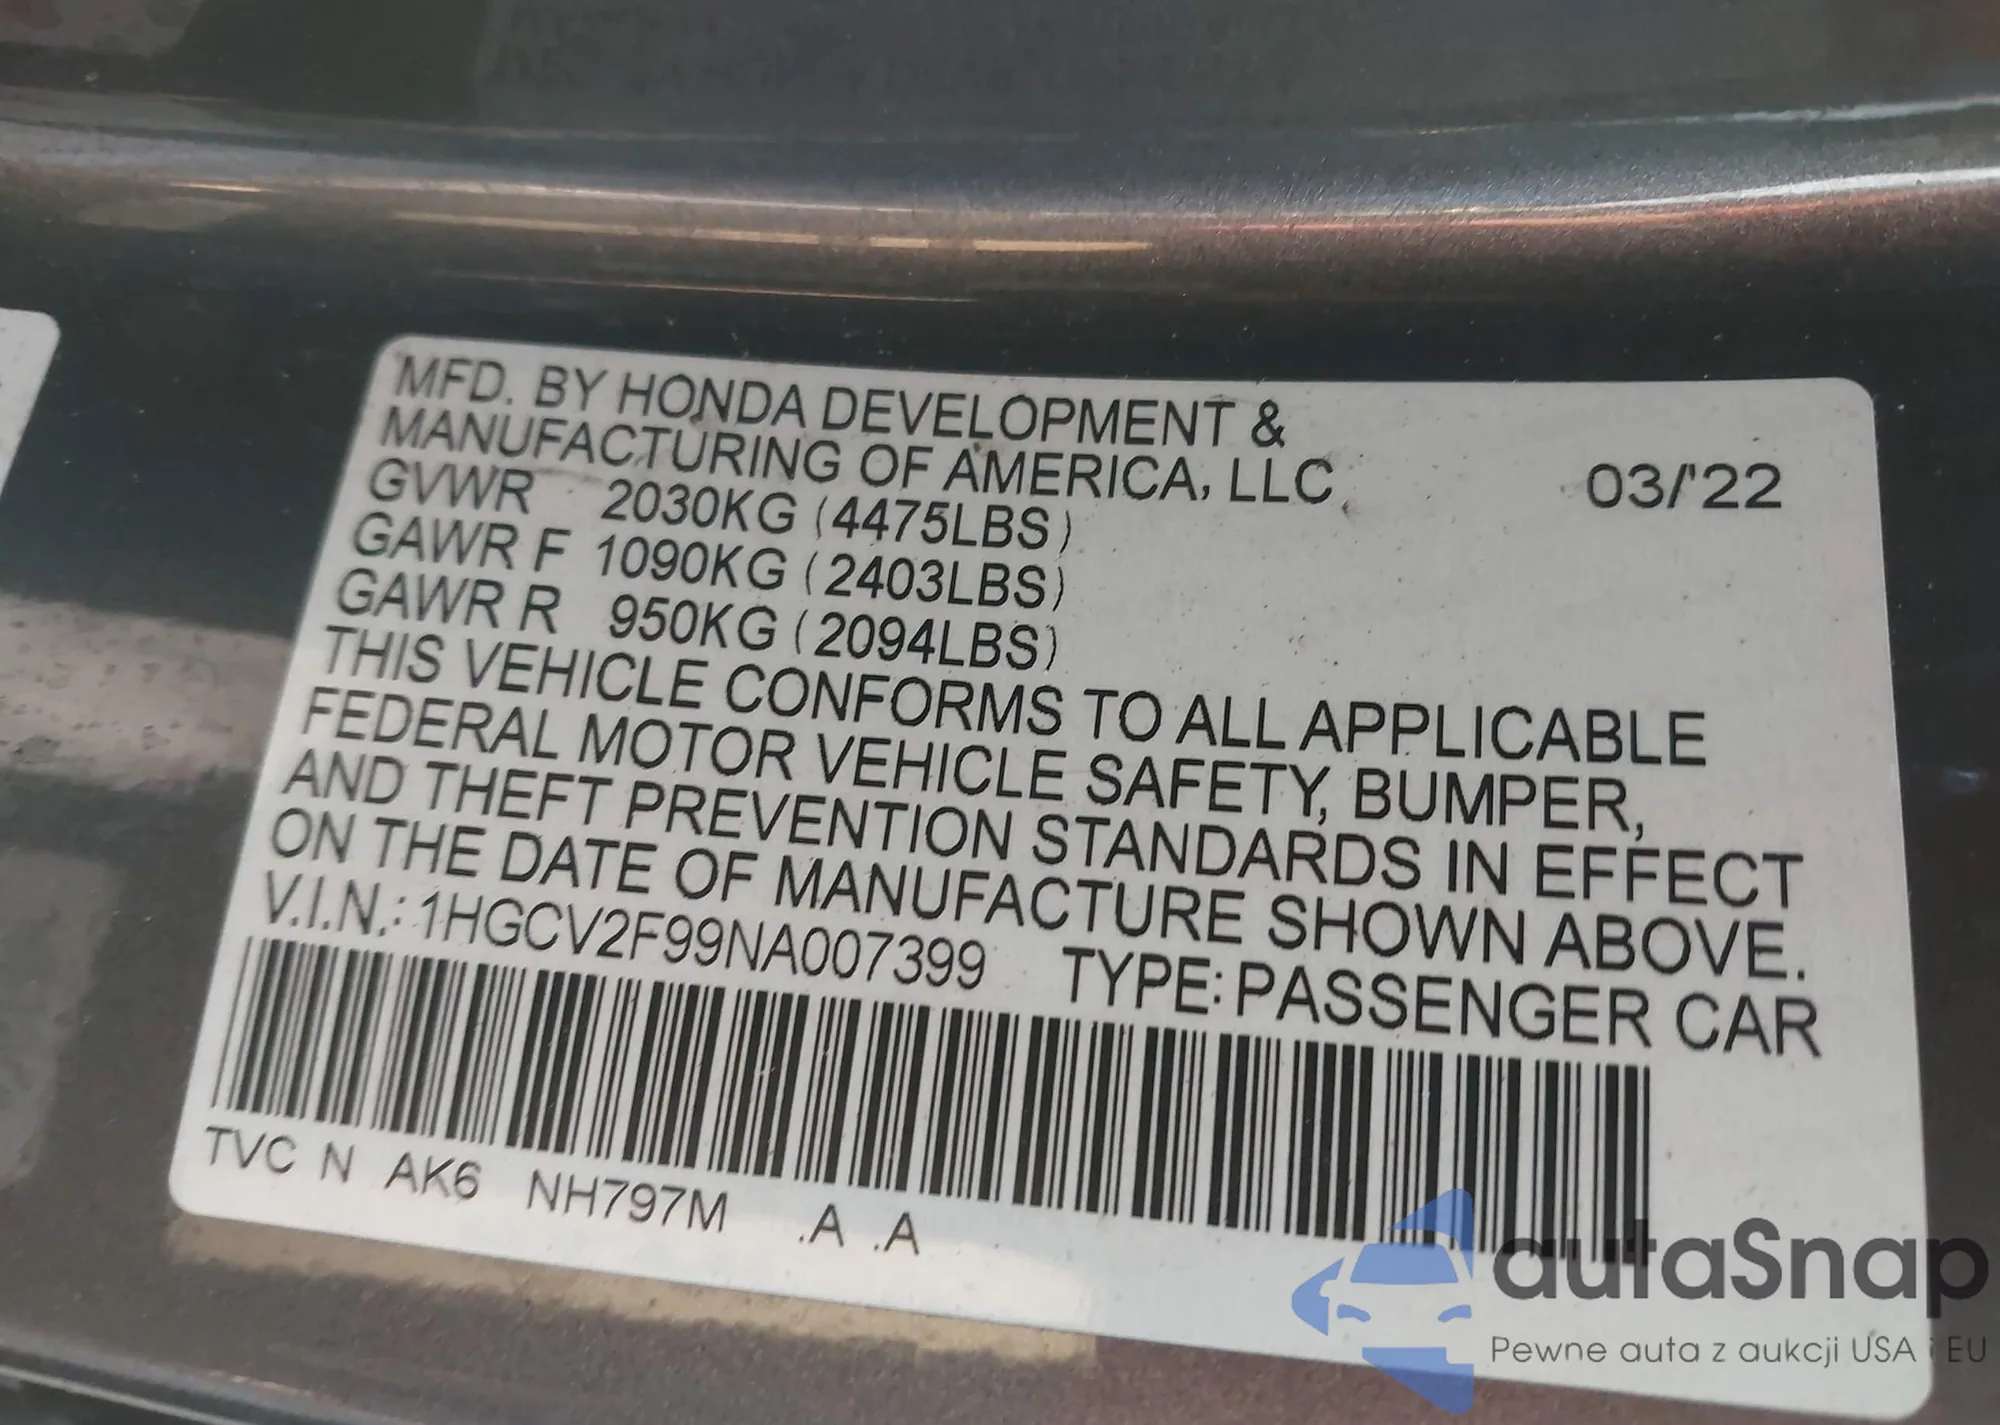 MFD. BY HONDA DEVELOPMENT &
MANUFACTURING OF AMERICA, LLC 03/'22
GVWR 2030KG (4475LBS)
GAWR F 1090KG (2403LBS)
GAWR R 950KG (2094LBS)
THIS VEHICLE CONFORMS TO ALL APPLICABLE
FEDERAL MOTOR VEHICLE SAFETY, BUMPER,
AND THEFT PREVENTION STANDARDS IN EFFECT
ON THE DATE OF MANUFACTURE SHOWN ABOVE.
V.I.N.: 1HGCV2F99NA007399 TYPE: PASSENGER CAR
TVC N AK6 NH797M .A .A
autaSnap
Pewne auta z aukcji USA i EU